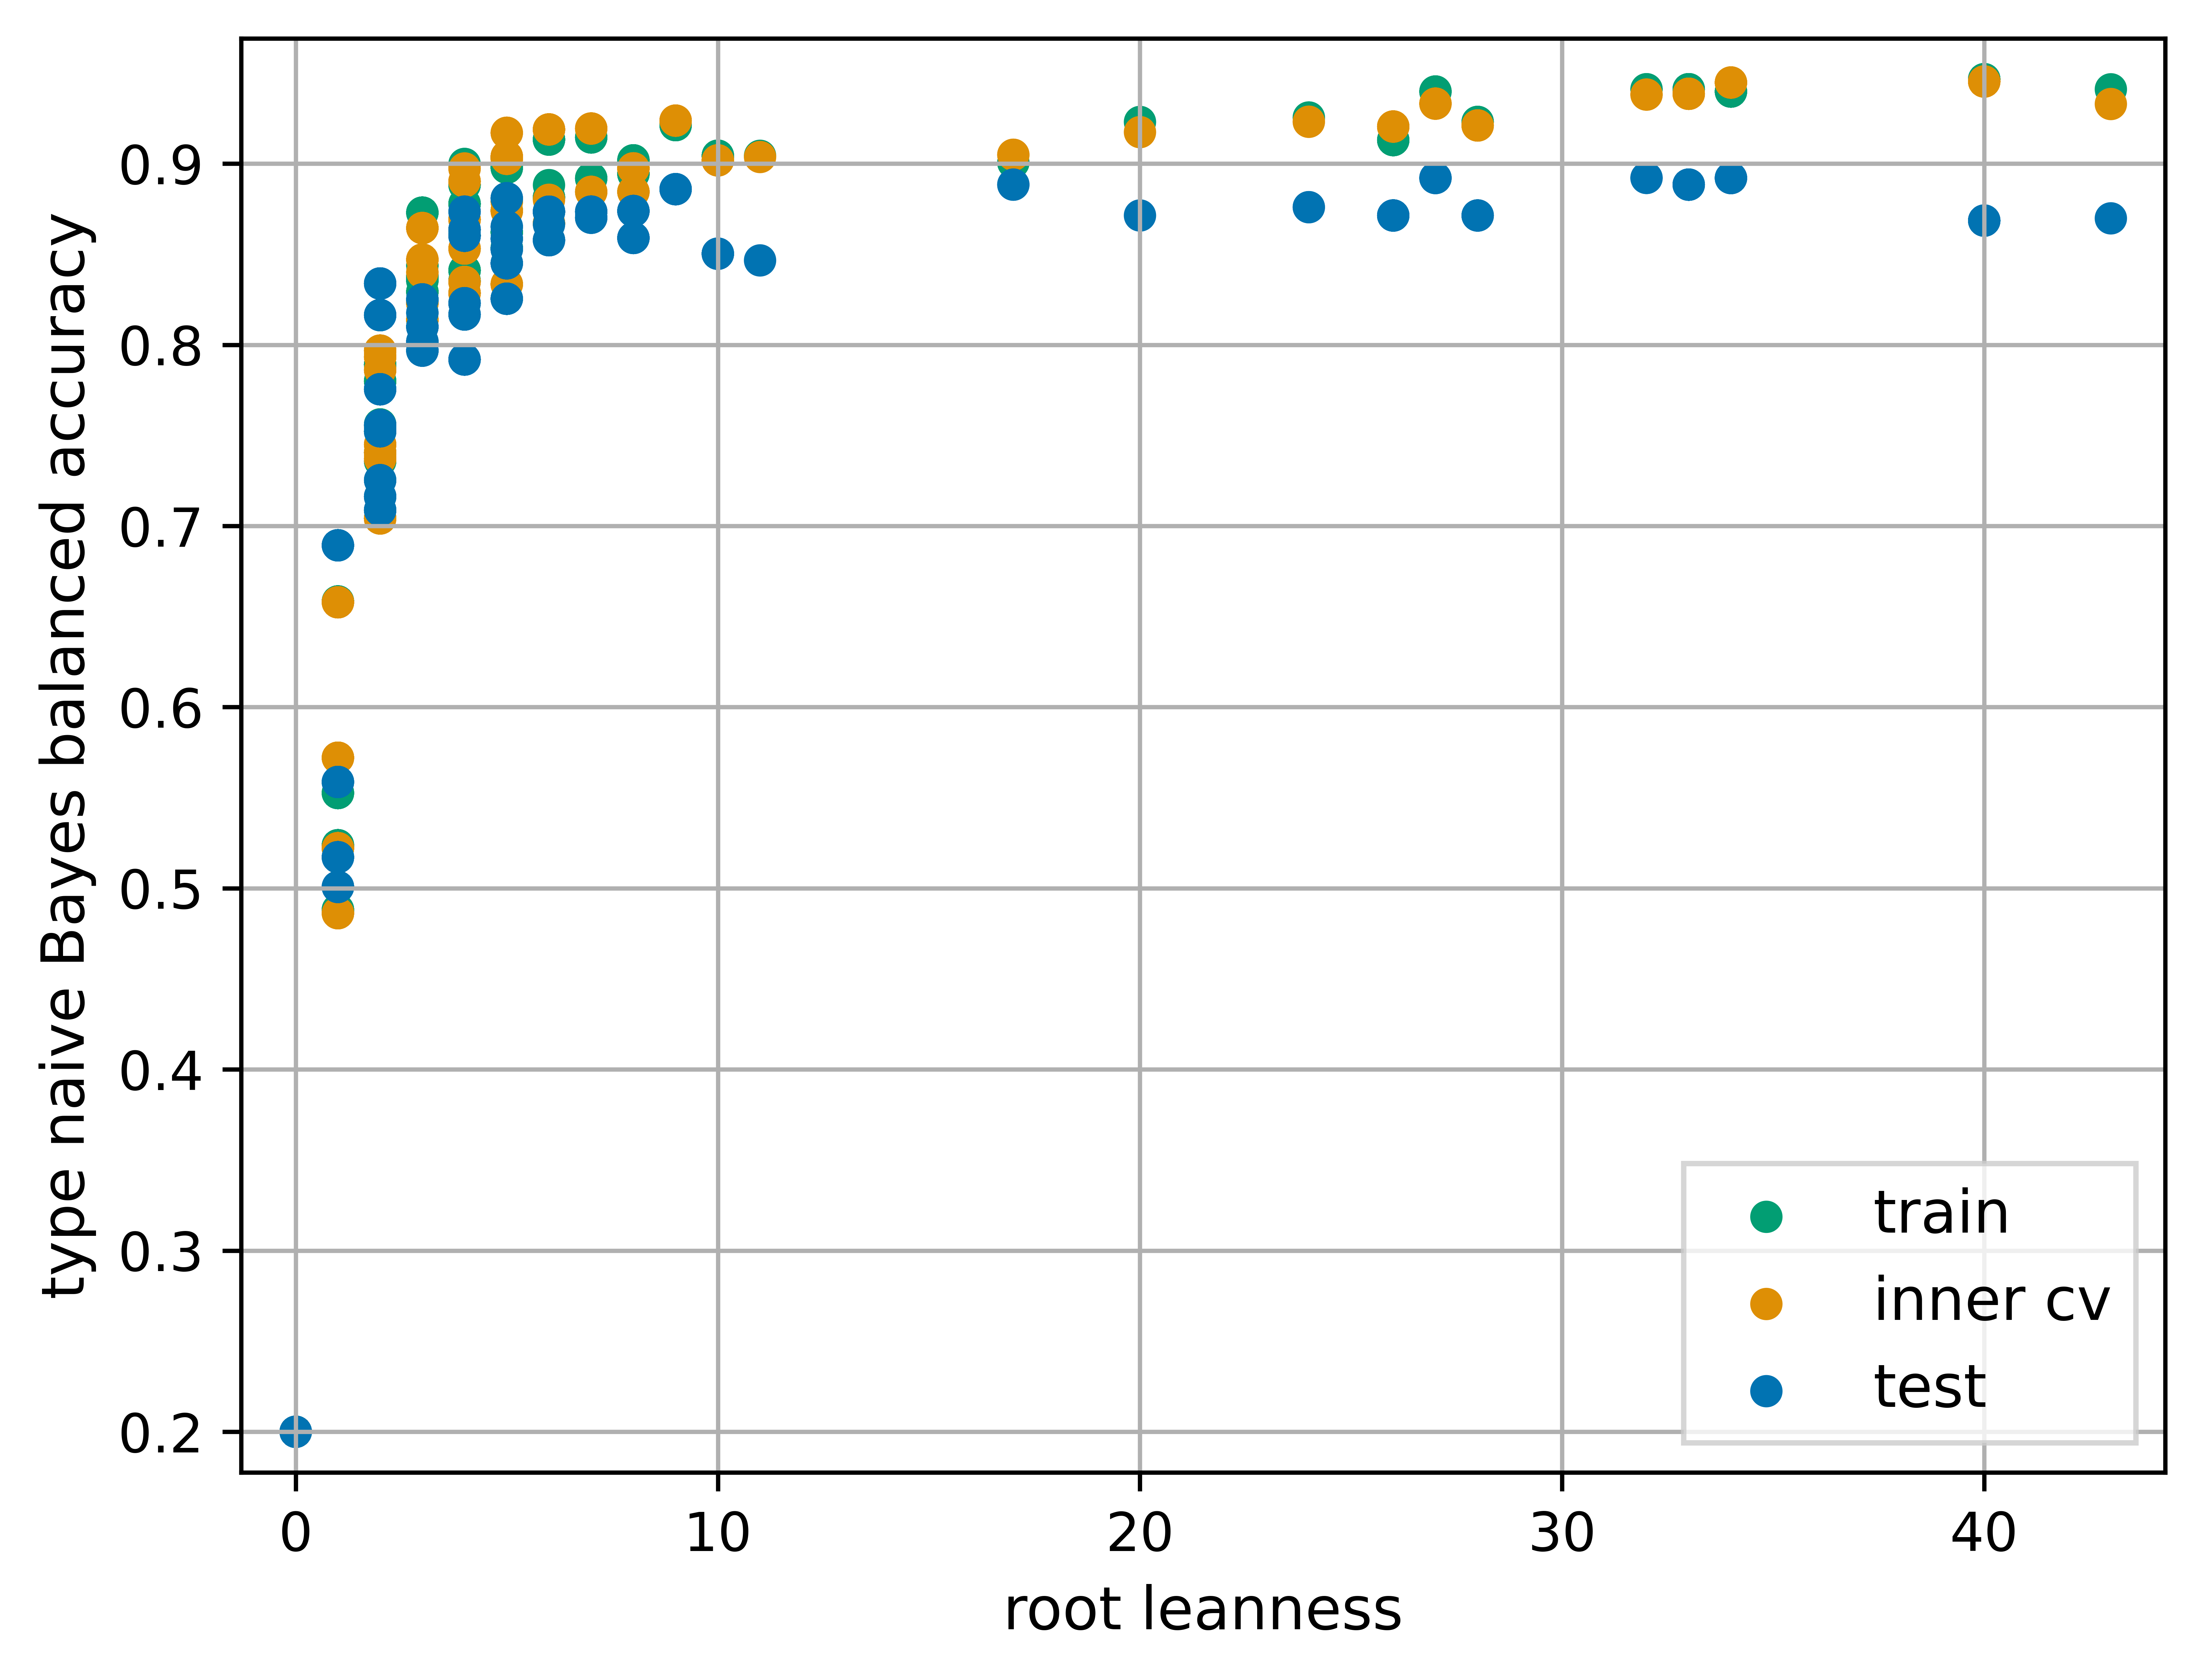 type naive Bayes balanced accuracy
0.9
0.8
0.7
0.6
0.5
0.4
0.3
0.2
train
inner cv
test
0 10 20 30 40
root leanness